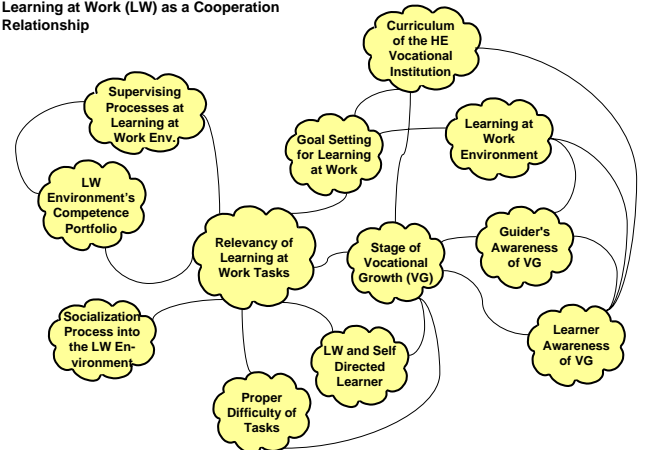 Learning at Work (LW) as a Cooperation
Relationship
Curriculum
of the HE
Vocational
Institution
Supervising
Processes at
Learning at
Work Env.
Goal Setting
for Learning
at Work
Learning at
Work
Environment
LW
Environment's
Competence
Portfolio
Relevancy of
Learning at
Work Tasks
Stage of
Vocational
Growth (VG)
Guider's
Awareness
of VG
Socialization
Process into
the LW En-
vironment
LW and Self
Directed
Learner
Learner
Awareness
of VG
Proper
Difficulty of
Tasks